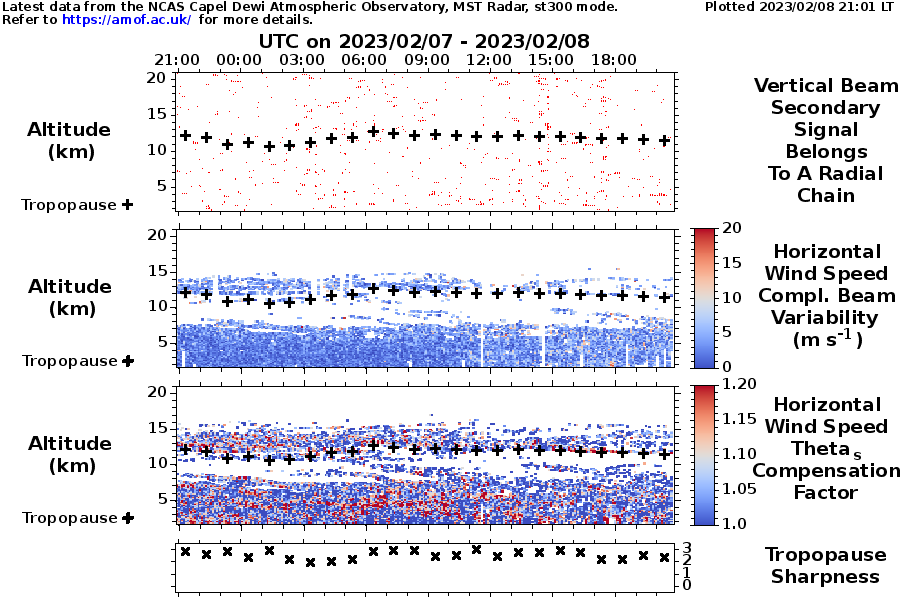 Latest data from the NCAS Capel Dewi Atmospheric Observatory, MST Radar, st300 mode.
Plotted 2023/02/08 21:01 LT
Refer to https://amof.ac.uk/ for more details.
UTC on 2023/02/07 - 2023/02/08
21:00 00:00 03:00 06:00 09:00 12:00 15:00 18:00
20
15
10
5
Altitude
(km)
Tropopause +
Vertical Beam
Secondary
Signal
Belongs
To A Radial
Chain
20
15
10
5
Altitude
(km)
Tropopause +
20
15
10
5
0
Horizontal
Wind Speed
Compl. Beam
Variability
(m s-1)
20
15
10
5
Altitude
(km)
Tropopause +
1.20
1.15
1.10
1.05
1.0
Horizontal
Wind Speed
Theta s
Compensation
Factor
3
2
1
0
Tropopause
Sharpness